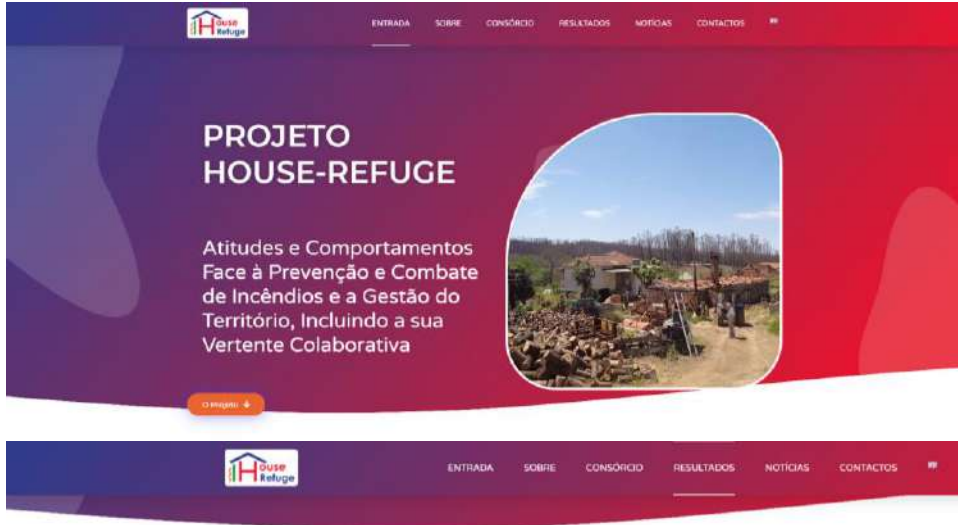 House
Refuge
ENTRADA SOBRE CONSÓRCIO RESULTADOS NOTÍCIAS CONTACTOS
PROJETO
HOUSE-REFUGE
Atitudes e Comportamentos
Face à Prevenção e Combate
de Incêndios e a Gestão do
Território, Incluindo a sua
Vertente Colaborativa
O Projeto
House
Refuge
ENTRADA SOBRE CONSÓRCIO RESULTADOS NOTÍCIAS CONTACTOS